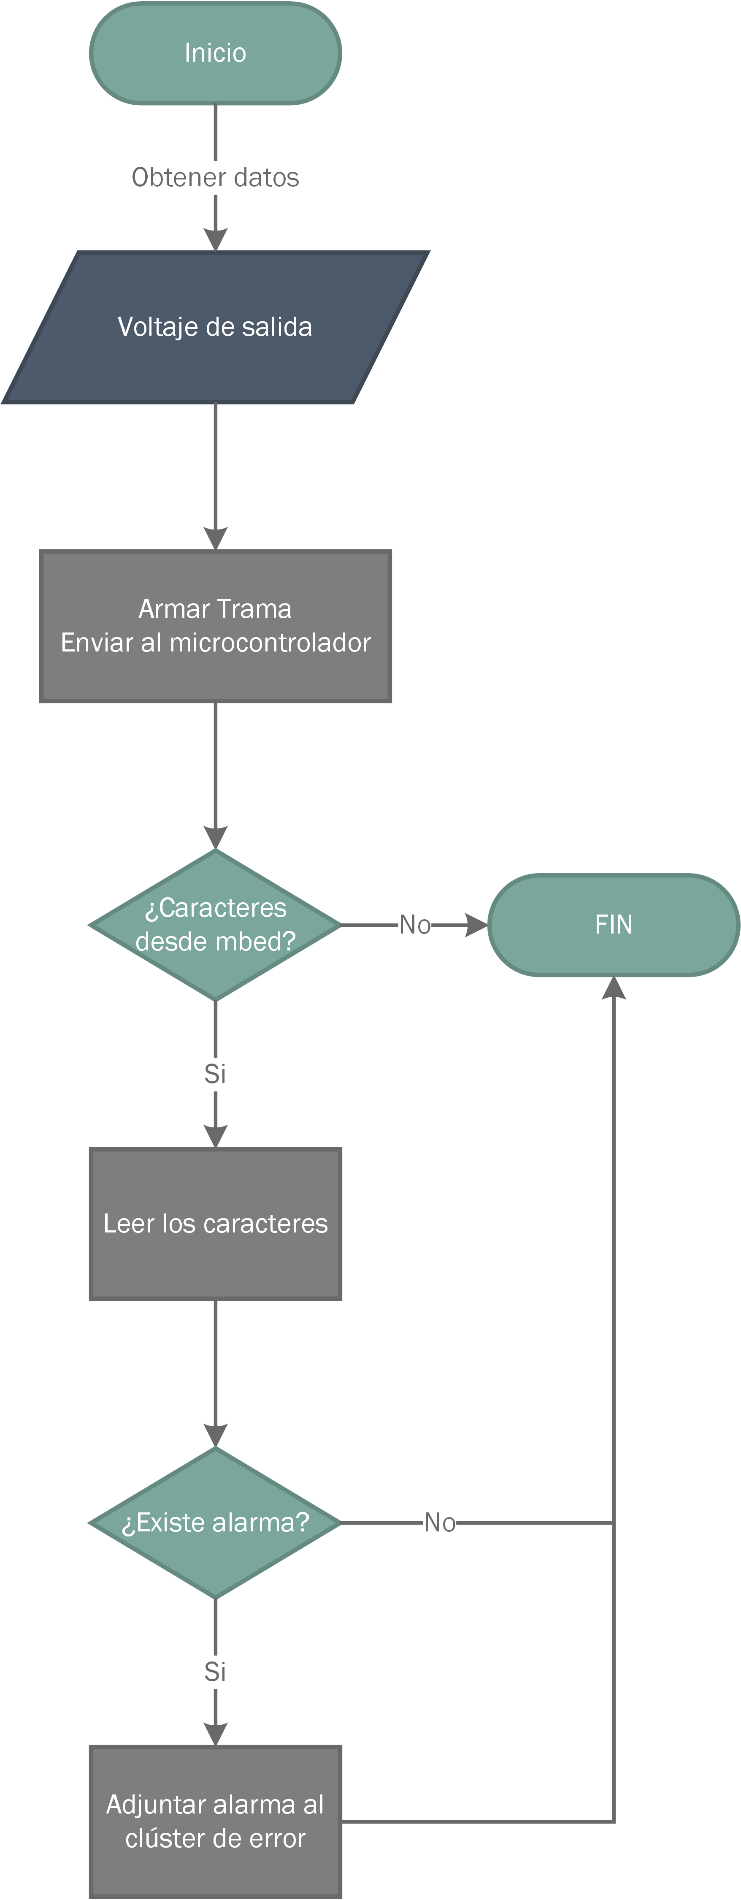 Inicio
Obtener datos
Voltaje de salida
Armar Trama
Enviar al microcontrolador
¿Caracteres
desde mbed?
No
FIN
Si
Leer los caracteres
¿Existe alarma?
No
Si
Adjuntar alarma al
clúster de error